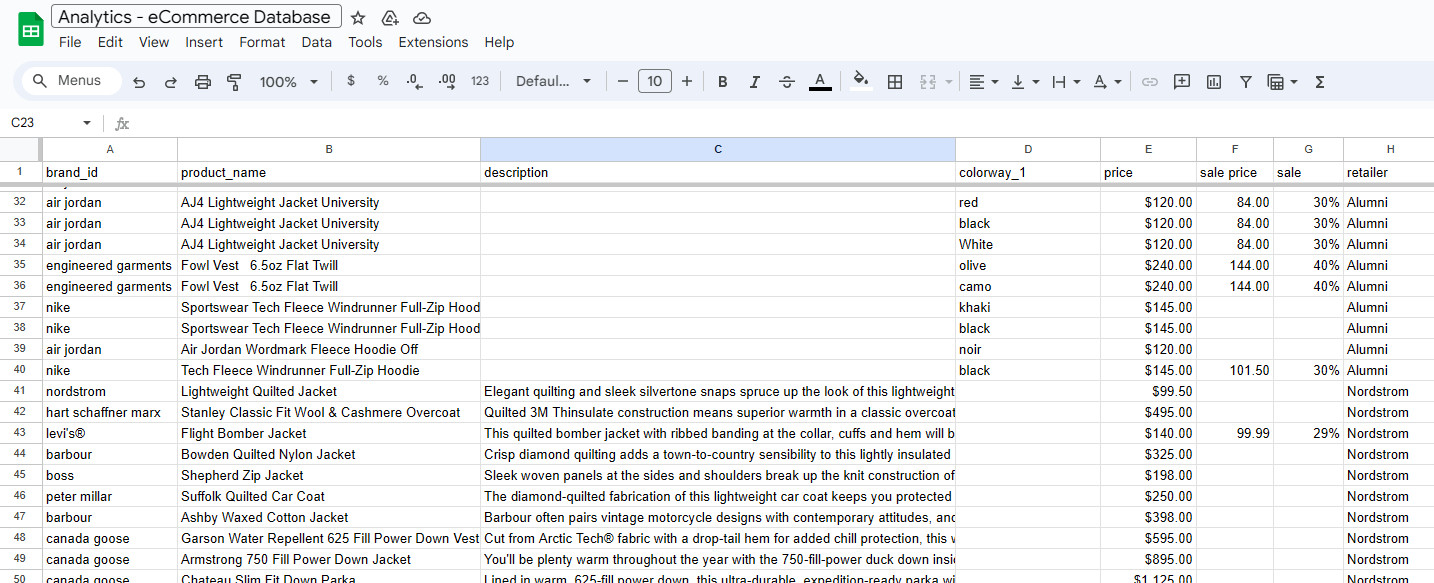 Analytics - eCommerce Database
File Edit View Insert Format Data Tools Extensions Help
Menus 100% $ % .0 .00 123 Defaul... − 10 + B I A Σ
C23 fx
A B C D E F G H
1 brand_id product_name description colorway_1 price sale price sale retailer
32 air jordan AJ4 Lightweight Jacket University red $120.00 84.00 30% Alumni
33 air jordan AJ4 Lightweight Jacket University black $120.00 84.00 30% Alumni
34 air jordan AJ4 Lightweight Jacket University White $120.00 84.00 30% Alumni
35 engineered garments Fowl Vest 6.5oz Flat Twill olive $240.00 144.00 40% Alumni
36 engineered garments Fowl Vest 6.5oz Flat Twill camo $240.00 144.00 40% Alumni
37 nike Sportswear Tech Fleece Windrunner Full-Zip Hood khaki $145.00 Alumni
38 nike Sportswear Tech Fleece Windrunner Full-Zip Hood black $145.00 Alumni
39 air jordan Air Jordan Wordmark Fleece Hoodie Off noir $120.00 Alumni
40 nike Tech Fleece Windrunner Full-Zip Hoodie black $145.00 101.50 30% Alumni
41 nordstrom Lightweight Quilted Jacket Elegant quilting and sleek silvertone snaps spruce up the look of this lightweight $99.50 Nordstrom
42 hart schaffner marx Stanley Classic Fit Wool & Cashmere Overcoat Quilted 3M Thinsulate construction means superior warmth in a classic overcoat $495.00 Nordstrom
43 levi's® Flight Bomber Jacket This quilted bomber jacket with ribbed banding at the collar, cuffs and hem will b $140.00 99.99 29% Nordstrom
44 barbour Bowden Quilted Nylon Jacket Crisp diamond quilting adds a town-to-country sensibility to this lightly insulated $325.00 Nordstrom
45 boss Shepherd Zip Jacket Sleek woven panels at the sides and shoulders break up the knit construction of $198.00 Nordstrom
46 peter millar Suffolk Quilted Car Coat The diamond-quilted fabrication of this lightweight car coat keeps you protected $250.00 Nordstrom
47 barbour Ashby Waxed Cotton Jacket Barbour often pairs vintage motorcycle designs with contemporary attitudes, and $398.00 Nordstrom
48 canada goose Garson Water Repellent 625 Fill Power Down Vest Cut from Arctic Tech® fabric with a drop-tail hem for added chill protection, this $595.00 Nordstrom
49 canada goose Armstrong 750 Fill Power Down Jacket You'll be plenty warm throughout the year with the 750-fill-power duck down insi $895.00 Nordstrom
50 canada goose Chateau Slim Fit Down Parka Lined in warm, 625-fill power down, this ultra-durable, expedition-ready parka wi $1,125.00 Nordstrom